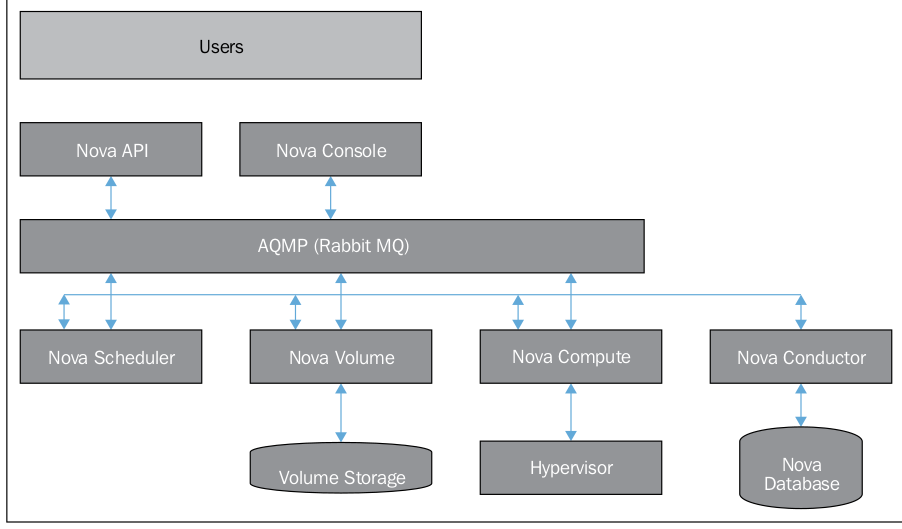 Users
Nova API
Nova Console
AQMP (Rabbit MQ)
Nova Scheduler
Nova Volume
Nova Compute
Nova Conductor
Volume Storage
Hypervisor
Nova
Database